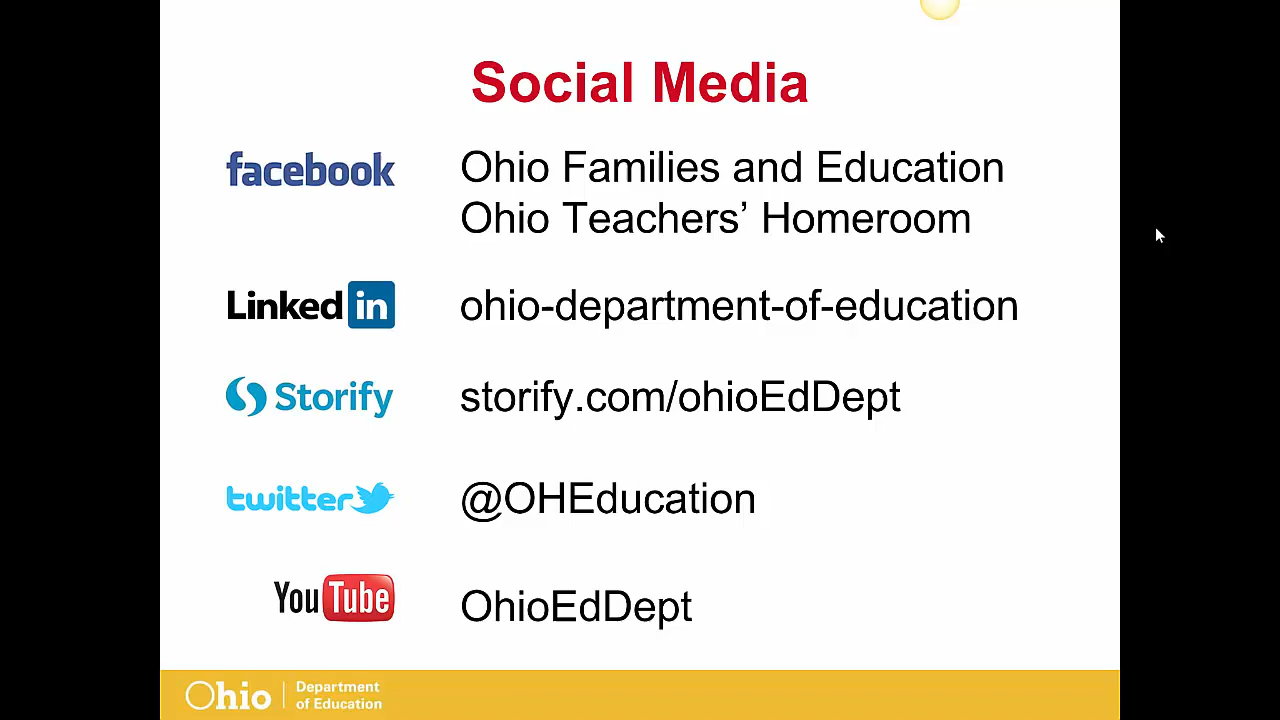 Social Media
facebook Ohio Families and Education
Ohio Teachers’ Homeroom
Linked in ohio-department-of-education
Storify storify.com/ohioEdDept
twitter @OHEducation
YouTube OhioEdDept
Ohio Department
of Education